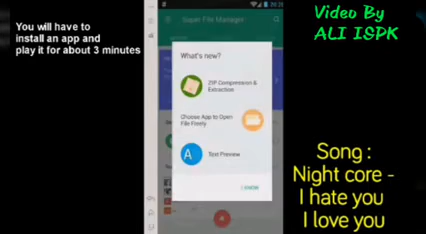 You will have to
install an app and
play it for about 3 minutes
Super File Manager
What's new?
ZIP Compression &
Extraction
Choose App to Open
File Firstly
A
Text Preview
I KNOW
Video By
ALI ISPK
Song :
Night core -
I hate you
I love you